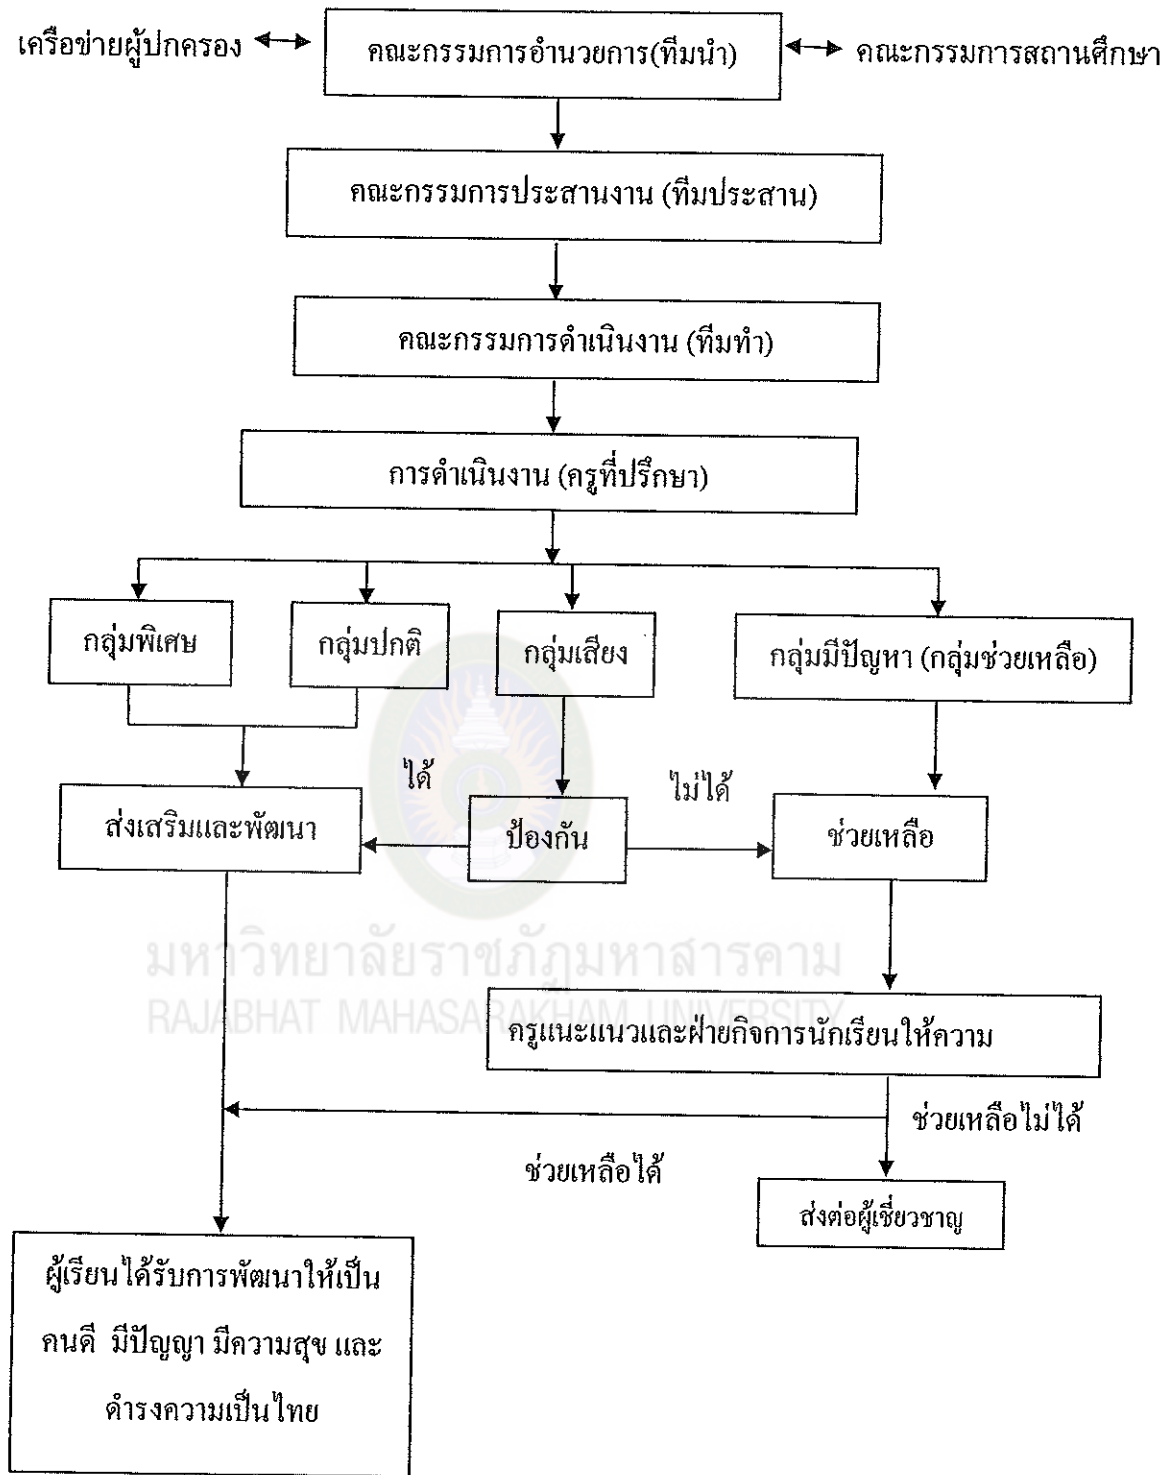 เครือข่ายผู้ปกครอง
คณะกรรมการอำนวยการ(ทีมนำ)
คณะกรรมการสถานศึกษา
คณะกรรมการประสานงาน (ทีมประสาน)
คณะกรรมการดำเนินงาน (ทีมทำ)
การดำเนินงาน (ครูที่ปรึกษา)
กลุ่มพิเศษ
กลุ่มปกติ
กลุ่มเสี่ยง
กลุ่มมีปัญหา (กลุ่มช่วยเหลือ)
ได้
ไม่ได้
ส่งเสริมและพัฒนา
ป้องกัน
ช่วยเหลือ
มหาวิทยาลัยราชภัฏมหาสารคาม
RAJABHAT MAHASARAKHAM UNIVERSITY
ครูแนะแนวและฝ่ายกิจการนักเรียนให้ความ
ช่วยเหลือไม่ได้
ช่วยเหลือได้
ส่งต่อผู้เชี่ยวชาญ
ผู้เรียนได้รับการพัฒนาให้เป็น
คนดี มีปัญญา มีความสุข และ
ดำรงความเป็นไทย